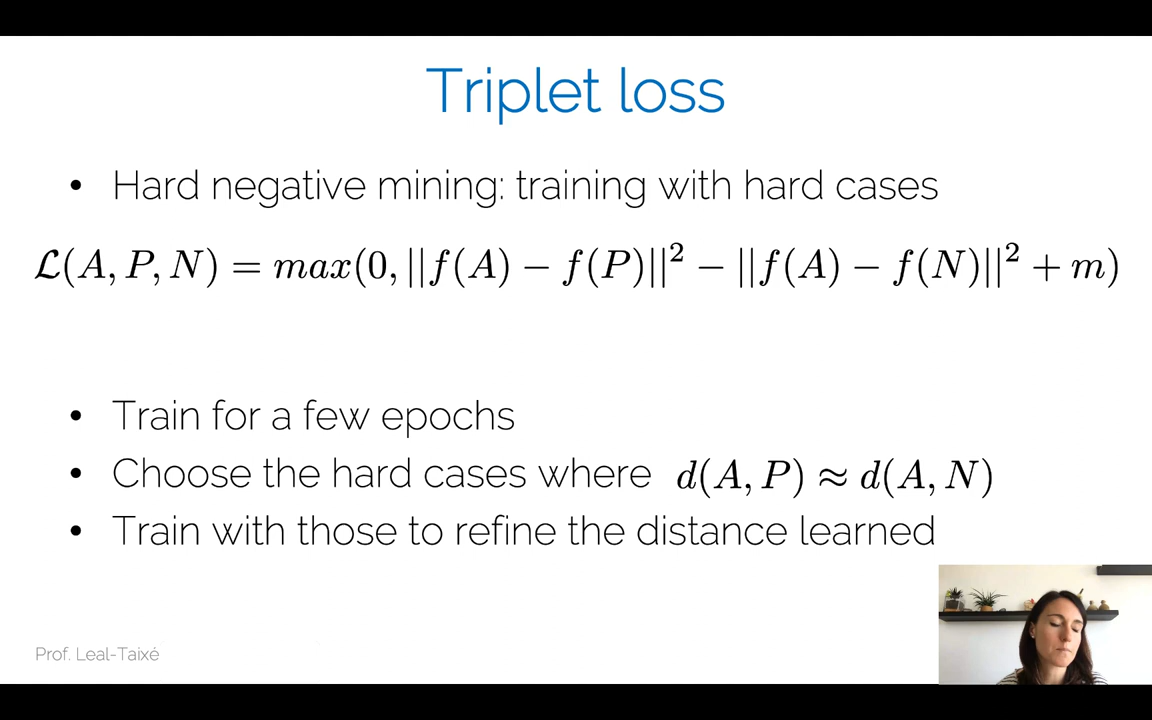 Triplet loss
• Hard negative mining: training with hard cases
ℒ(A, P, N) = max(0, ||f(A) − f(P)||² − ||f(A) − f(N)||² + m)
• Train for a few epochs
• Choose the hard cases where d(A, P) ≈ d(A, N)
• Train with those to refine the distance learned
Prof. Leal-Taixé